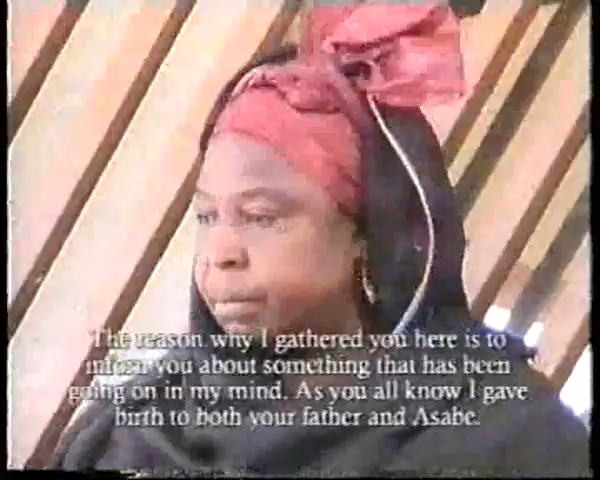 The reason why I gathered you here is to
inform you about something that has been
going on in my mind. As you all know I gave
birth to both your father and Asabe.